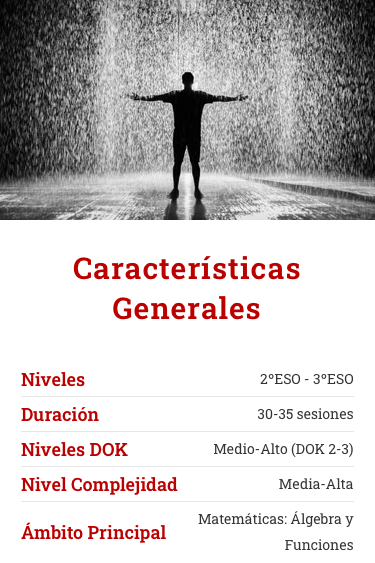 Características
Generales
Niveles 2ºESO - 3ºESO
Duración 30-35 sesiones
Niveles DOK Medio-Alto (DOK 2-3)
Nivel Complejidad Media-Alta
Ámbito Principal Matemáticas: Álgebra y
Funciones